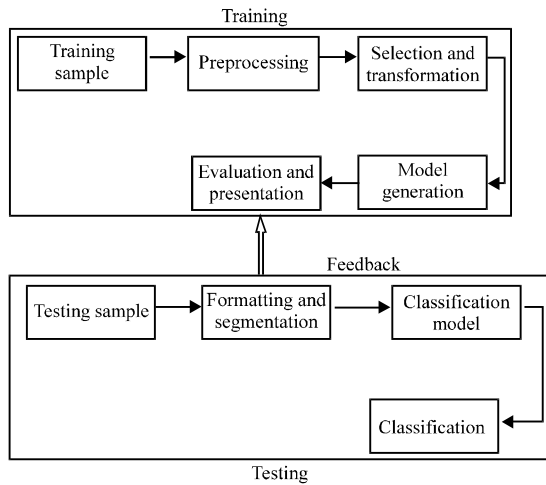 Training
Training
sample
Preprocessing
Selection and
transformation
Evaluation and
presentation
Model
generation
Feedback
Testing sample
Formatting and
segmentation
Classification
model
Classification
Testing